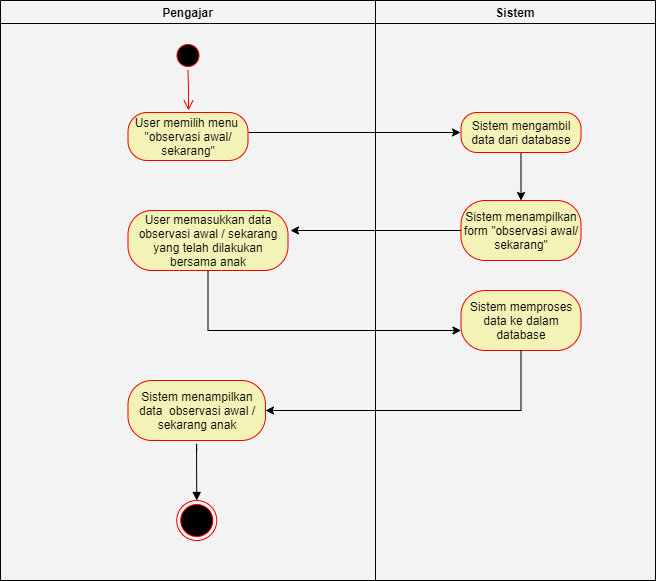 Pengajar
Sistem
User memilih menu
"observasi awal/
sekarang"
Sistem mengambil
data dari database
Sistem menampilkan
form "observasi awal/
sekarang"
User memasukkan data
observasi awal / sekarang
yang telah dilakukan
bersama anak
Sistem memproses
data ke dalam
database
Sistem menampilkan
data observasi awal /
sekarang anak